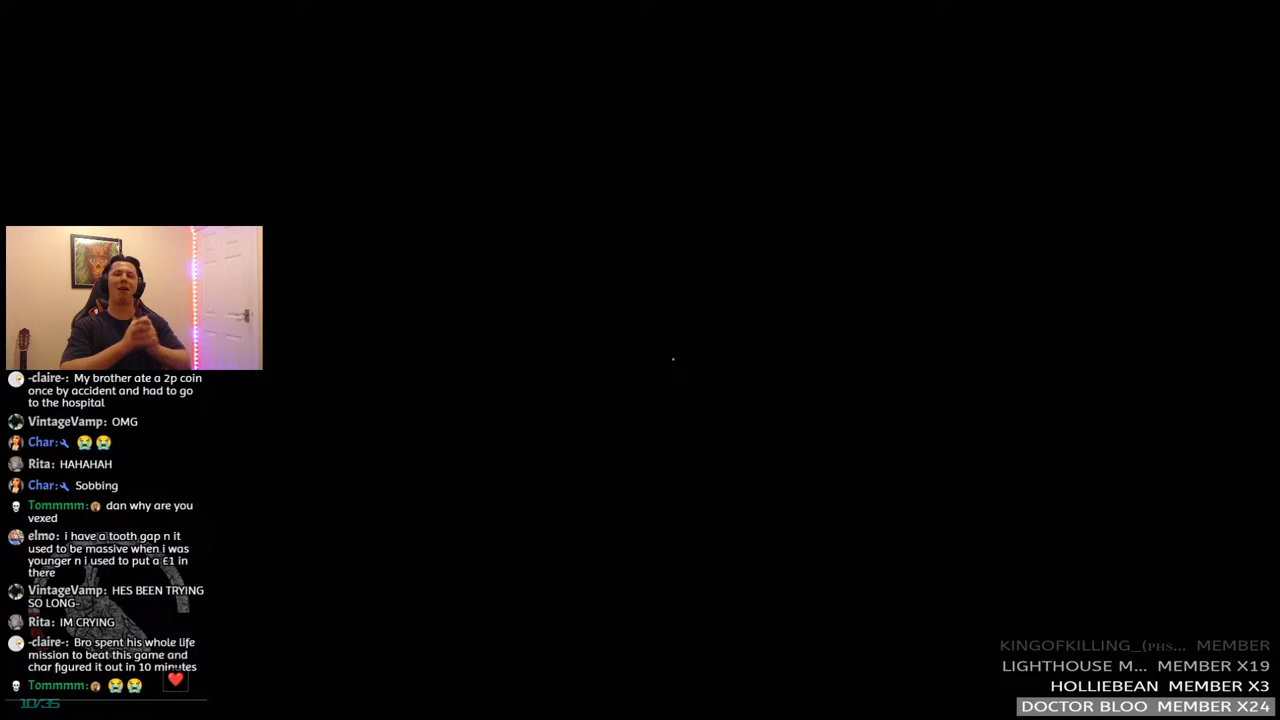 -claire-: My brother ate a 2p coin
once by accident and had to go
to the hospital
VintageVamp: OMG
Char: 😭😭
Rita: HAHAHAH
Char: Sobbing
Tommmm: dan why are you
vexed
elmo: i have a tooth gap n it
used to be massive when i was
younger n i used to put a £1 in
there
VintageVamp: HES BEEN TRYING
SO LONG-
Rita: IM CRYING
-claire-: Bro spent his whole life
mission to beat this game and
char figured it out in 10 minutes
Tommmm: 😭😭
10/35
KINGOFKILLING_(PHS... MEMBER
LIGHTHOUSE M... MEMBER X19
HOLLIEBEAN MEMBER X3
DOCTOR BLOO MEMBER X24